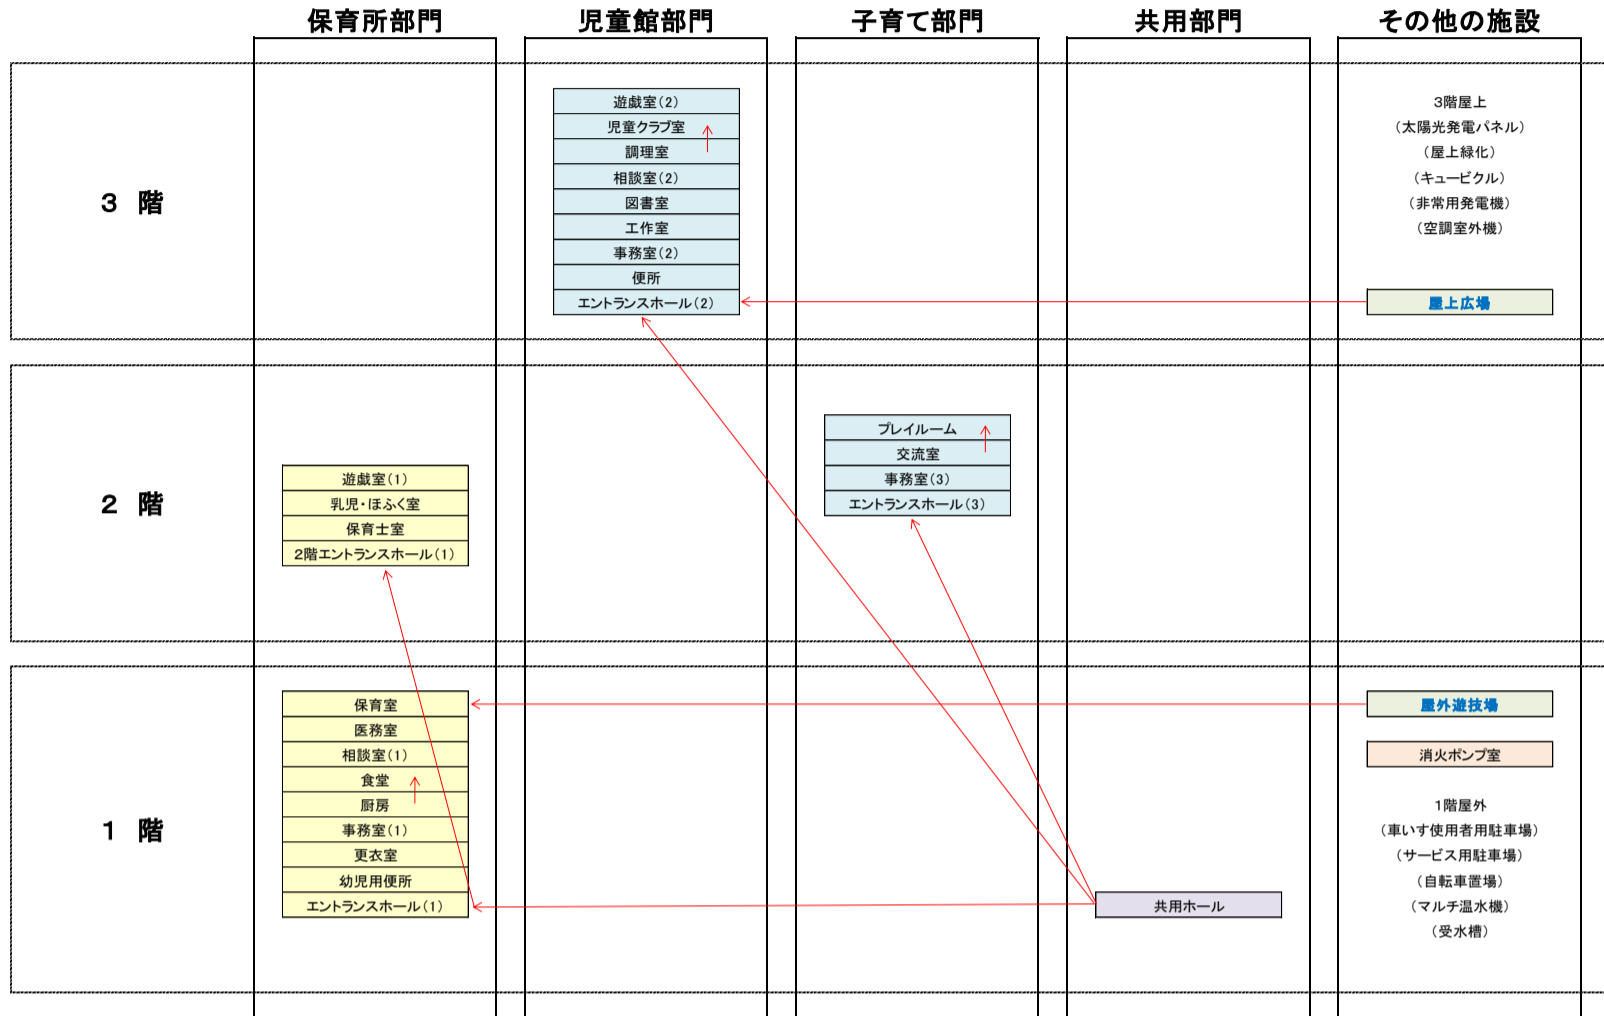 保育所部門
児童館部門
子育て部門
共用部門
その他の施設
3 階
遊戯室(2)
児童クラブ室
調理室
相談室(2)
図書室
工作室
事務室(2)
便所
エントランスホール(2)
3階屋上
(太陽光発電パネル)
(屋上緑化)
(キュービクル)
(非常用発電機)
(空調室外機)
屋上広場
2 階
遊戯室(1)
乳児・ほふく室
保育士室
2階エントランスホール(1)
プレイルーム
交流室
事務室(3)
エントランスホール(3)
1 階
保育室
医務室
相談室(1)
食堂
厨房
事務室(1)
更衣室
幼児用便所
エントランスホール(1)
共用ホール
屋外遊技場
消火ポンプ室
1階屋外
(車いす使用者用駐車場)
(サービス用駐車場)
(自転車置場)
(マルチ温水機)
(受水槽)